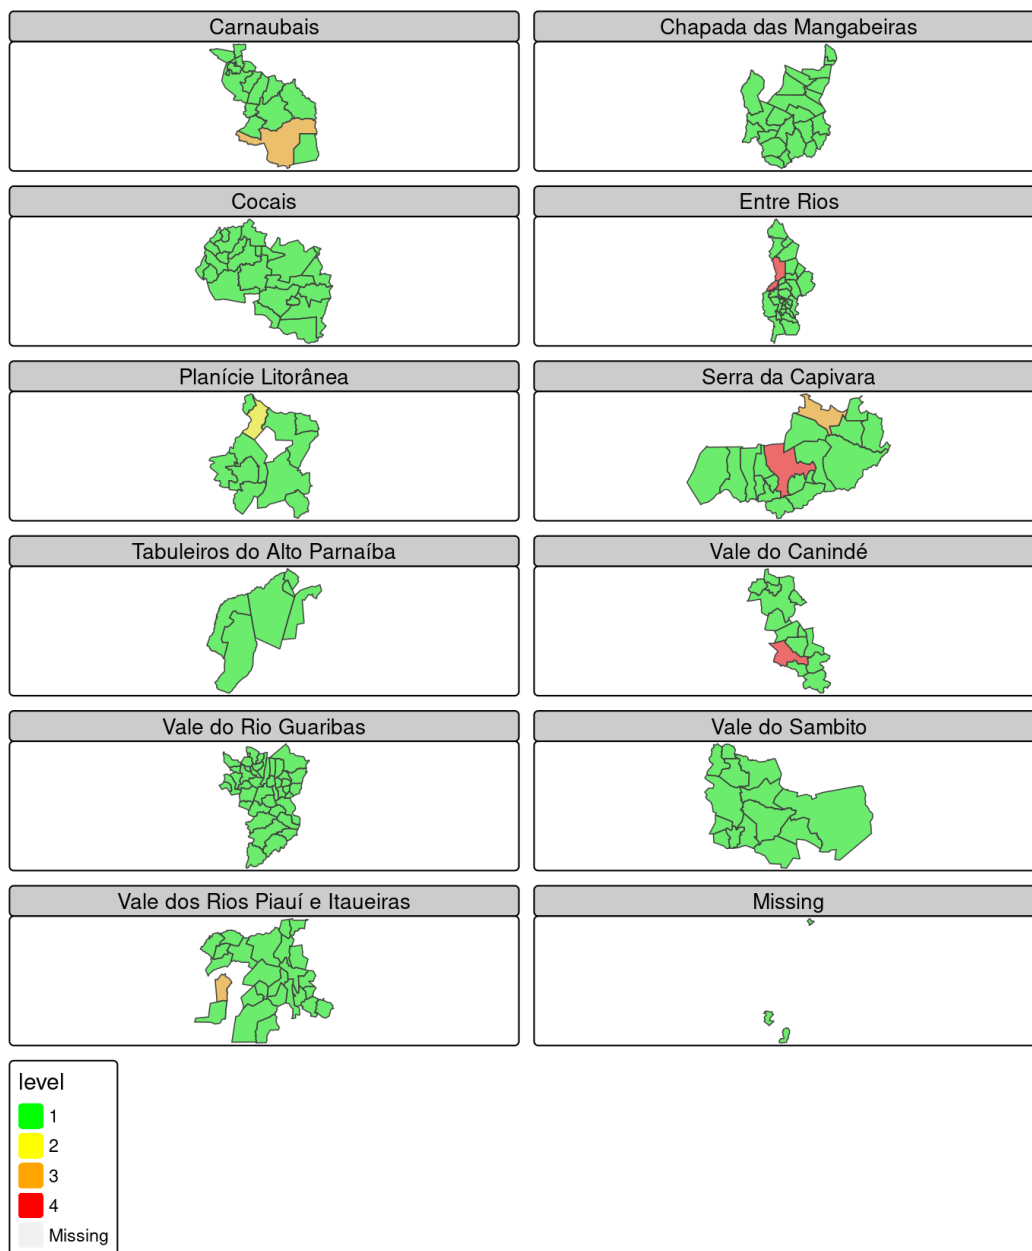 Carnaubais
Chapada das Mangabeiras
Cocais
Entre Rios
Planície Litorânea
Serra da Capivara
Tabuleiros do Alto Parnaíba
Vale do Canindé
Vale do Rio Guaribas
Vale do Sambito
Vale dos Rios Piauí e Itaueiras
Missing
level
1
2
3
4
Missing